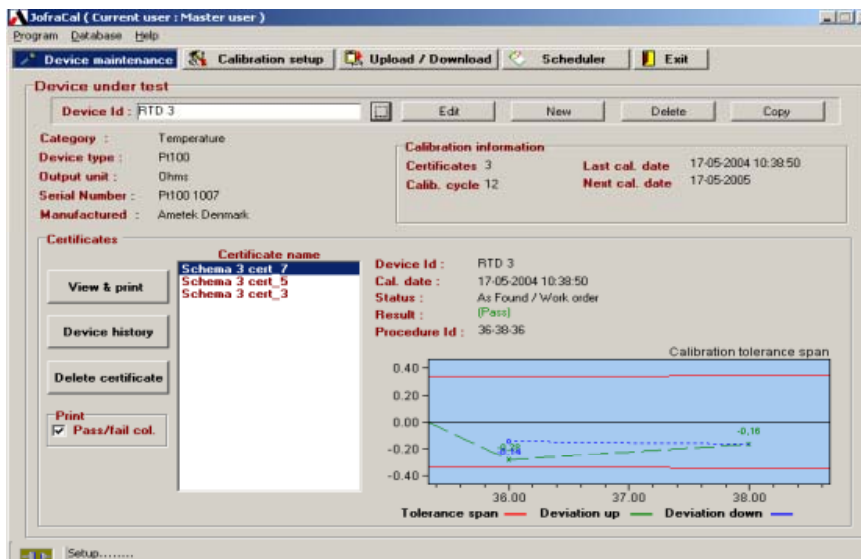 JofraCal ( Current user : Master user )
Program Database Help
Device maintenance Calibration setup Upload / Download Scheduler Exit
Device under test
Device Id : RTD 3 Edit New Delete Copy
Category : Temperature
Device type : Pt100
Output unit : Ohms
Serial Number : Pt100 1007
Manufactured : Ametek Denmark
Calibration information
Certificates 3 Last cal. date 17-05-2004 10:38:50
Calib. cycle 12 Next cal. date 17-05-2005
Certificates
View & print
Device history
Delete certificate
Print
Pass/fail col.
Certificate name
Schema 3 cert_7
Schema 3 cert_5
Schema 3 cert_3
Device Id : RTD 3
Cal. date : 17-05-2004 10:38:50
Status : As Found / Work order
Result : (Pass)
Procedure Id : 36-38-36
Calibration tolerance span
0.40
0.20
0.00
-0.20
-0.40
-0,16
36.00 37.00 38.00
Tolerance span Deviation up Deviation down
Setup........